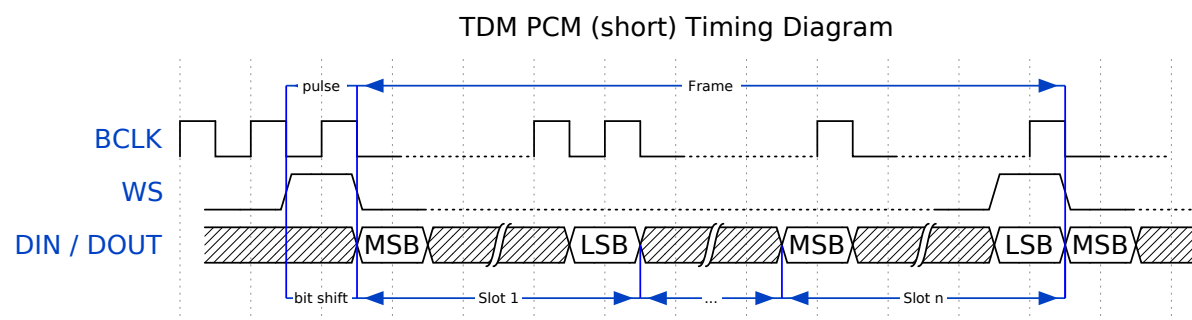 TDM PCM (short) Timing Diagram
pulse
Frame
BCLK
WS
DIN / DOUT
MSB
LSB
MSB
LSB
MSB
bit shift
Slot 1
...
Slot n